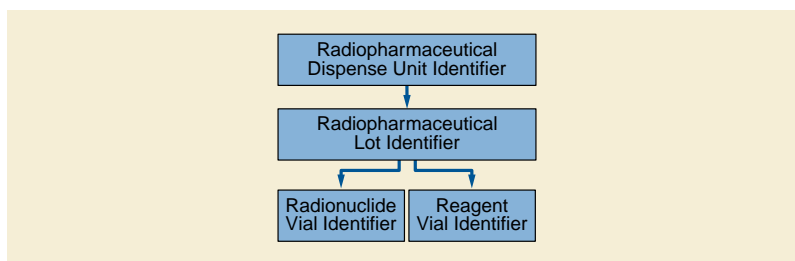 Radiopharmaceutical
Dispense Unit Identifier
Radiopharmaceutical
Lot Identifier
Radionuclide
Vial Identifier
Reagent
Vial Identifier